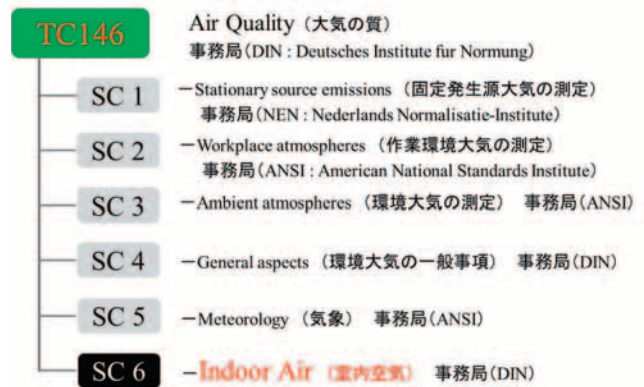 TC146 Air Quality（大気の質）
事務局（DIN : Deutsches Institute fur Normung）
SC 1 －Stationary source emissions（固定発生源大気の測定）
事務局（NEN : Nederlands Normalisatie-Institute）
SC 2 －Workplace atmospheres（作業環境大気の測定）
事務局（ANSI : American National Standards Institute）
SC 3 －Ambient atmospheres（環境大気の測定） 事務局（ANSI）
SC 4 －General aspects（環境大気の一般事項） 事務局（DIN）
SC 5 －Meteorology（気象） 事務局（ANSI）
SC 6 －Indoor Air（室内空気） 事務局（DIN）